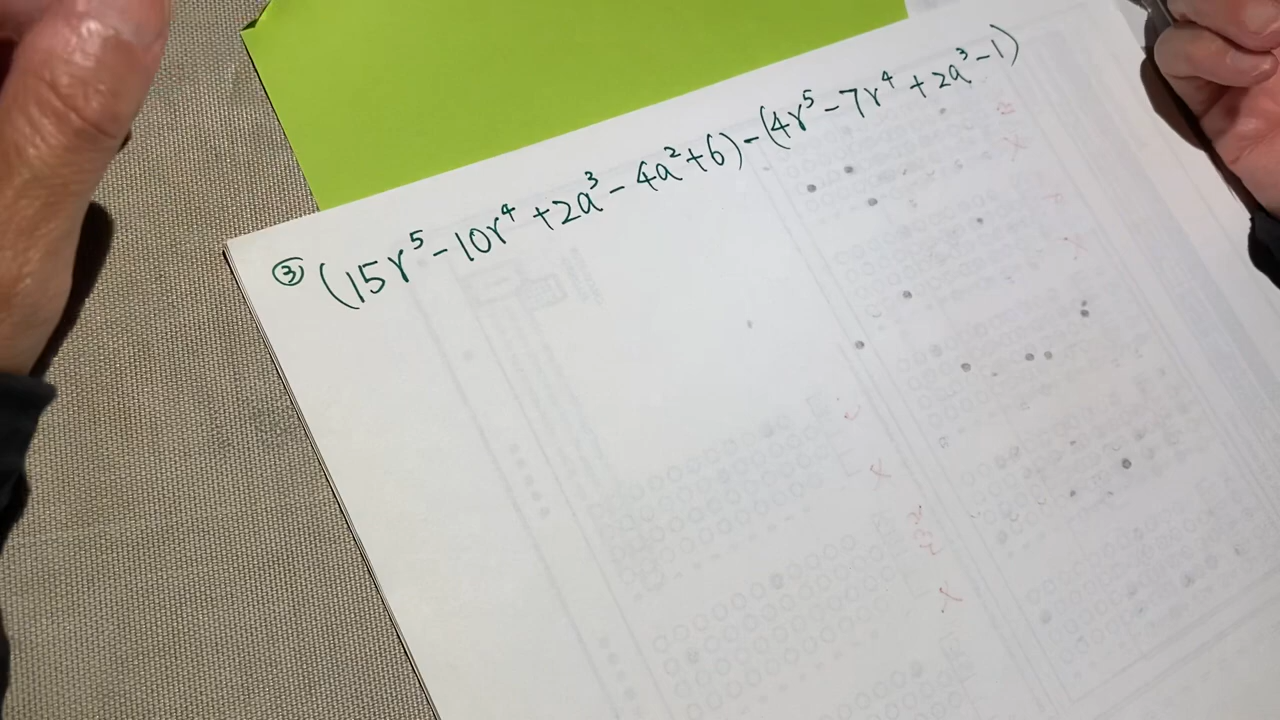 ③ (15r⁵ - 10r⁴ + 2a³ - 4a² + 6) - (4r⁵ - 7r⁴ + 2a³ - 1)